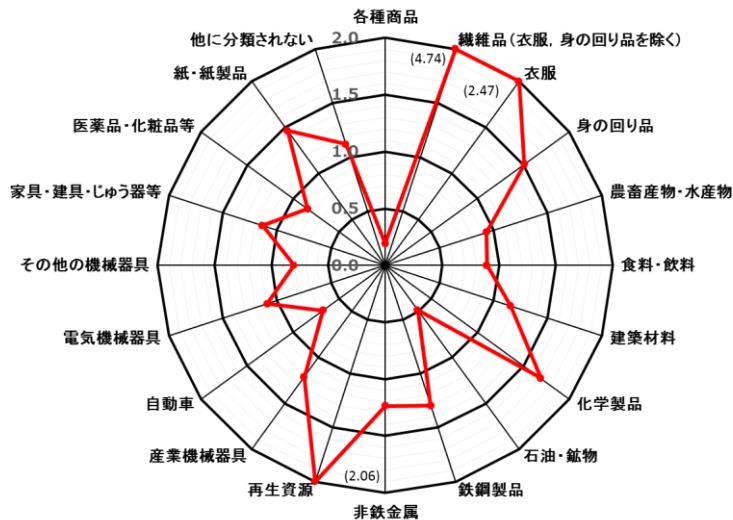 各種商品
他に分類されない
繊維品（衣服，身の回り品を除く）
2.0
(4.74)
紙・紙製品
衣服
1.5
(2.47)
医薬品・化粧品等
身の回り品
1.0
家具・建具・じゅう器等
農畜産物・水産物
0.5
その他の機械器具
0.0
食料・飲料
電気機械器具
建築材料
自動車
化学製品
産業機械器具
石油・鉱物
(2.06)
再生資源
鉄鋼製品
非鉄金属